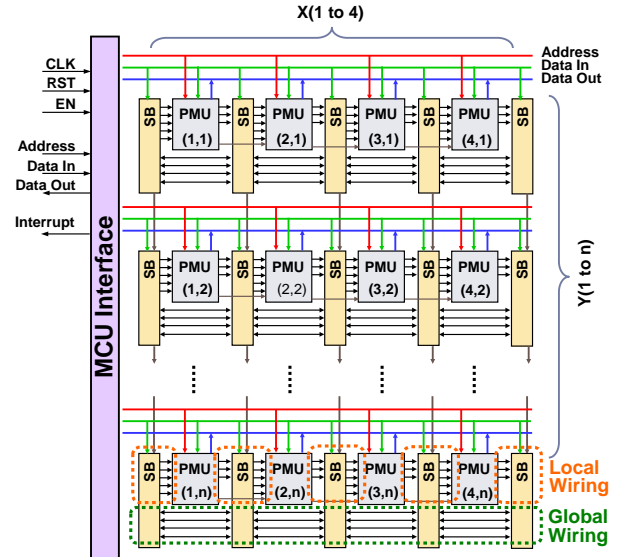 X(1 to 4)
Address
Data In
Data Out
CLK
RST
EN
Address
Data In
Data Out
Interrupt
MCU Interface
SB PMU SB PMU SB PMU SB PMU SB
(1,1) (2,1) (3,1) (4,1)
SB PMU SB PMU SB PMU SB PMU SB
(1,2) (2,2) (3,2) (4,2)
Y(1 to n)
SB PMU SB PMU SB PMU SB PMU SB
(1,n) (2,n) (3,n) (4,n)
Local
Wiring
Global
Wiring